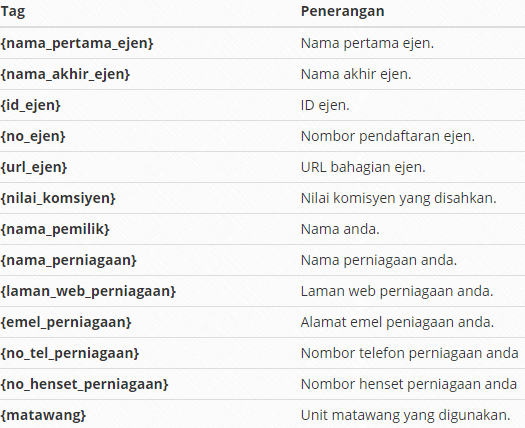 Tag Penerangan
{nama_pertama_ejen} Nama pertama ejen.
{nama_akhir_ejen} Nama akhir ejen.
{id_ejen} ID ejen.
{no_ejen} Nombor pendaftaran ejen.
{url_ejen} URL bahagian ejen.
{nilai_komsiyen} Nilai komisyen yang disahkan.
{nama_pemilik} Nama anda.
{nama_perniagaan} Nama perniagaan anda.
{laman_web_perniagaan} Laman web perniagaan anda.
{emel_perniagaan} Alamat emel peniagaan anda.
{no_tel_perniagaan} Nombor telefon perniagaan anda
{no_henset_perniagaan} Nombor henset perniagaan anda
{matawang} Unit matawang yang digunakan.